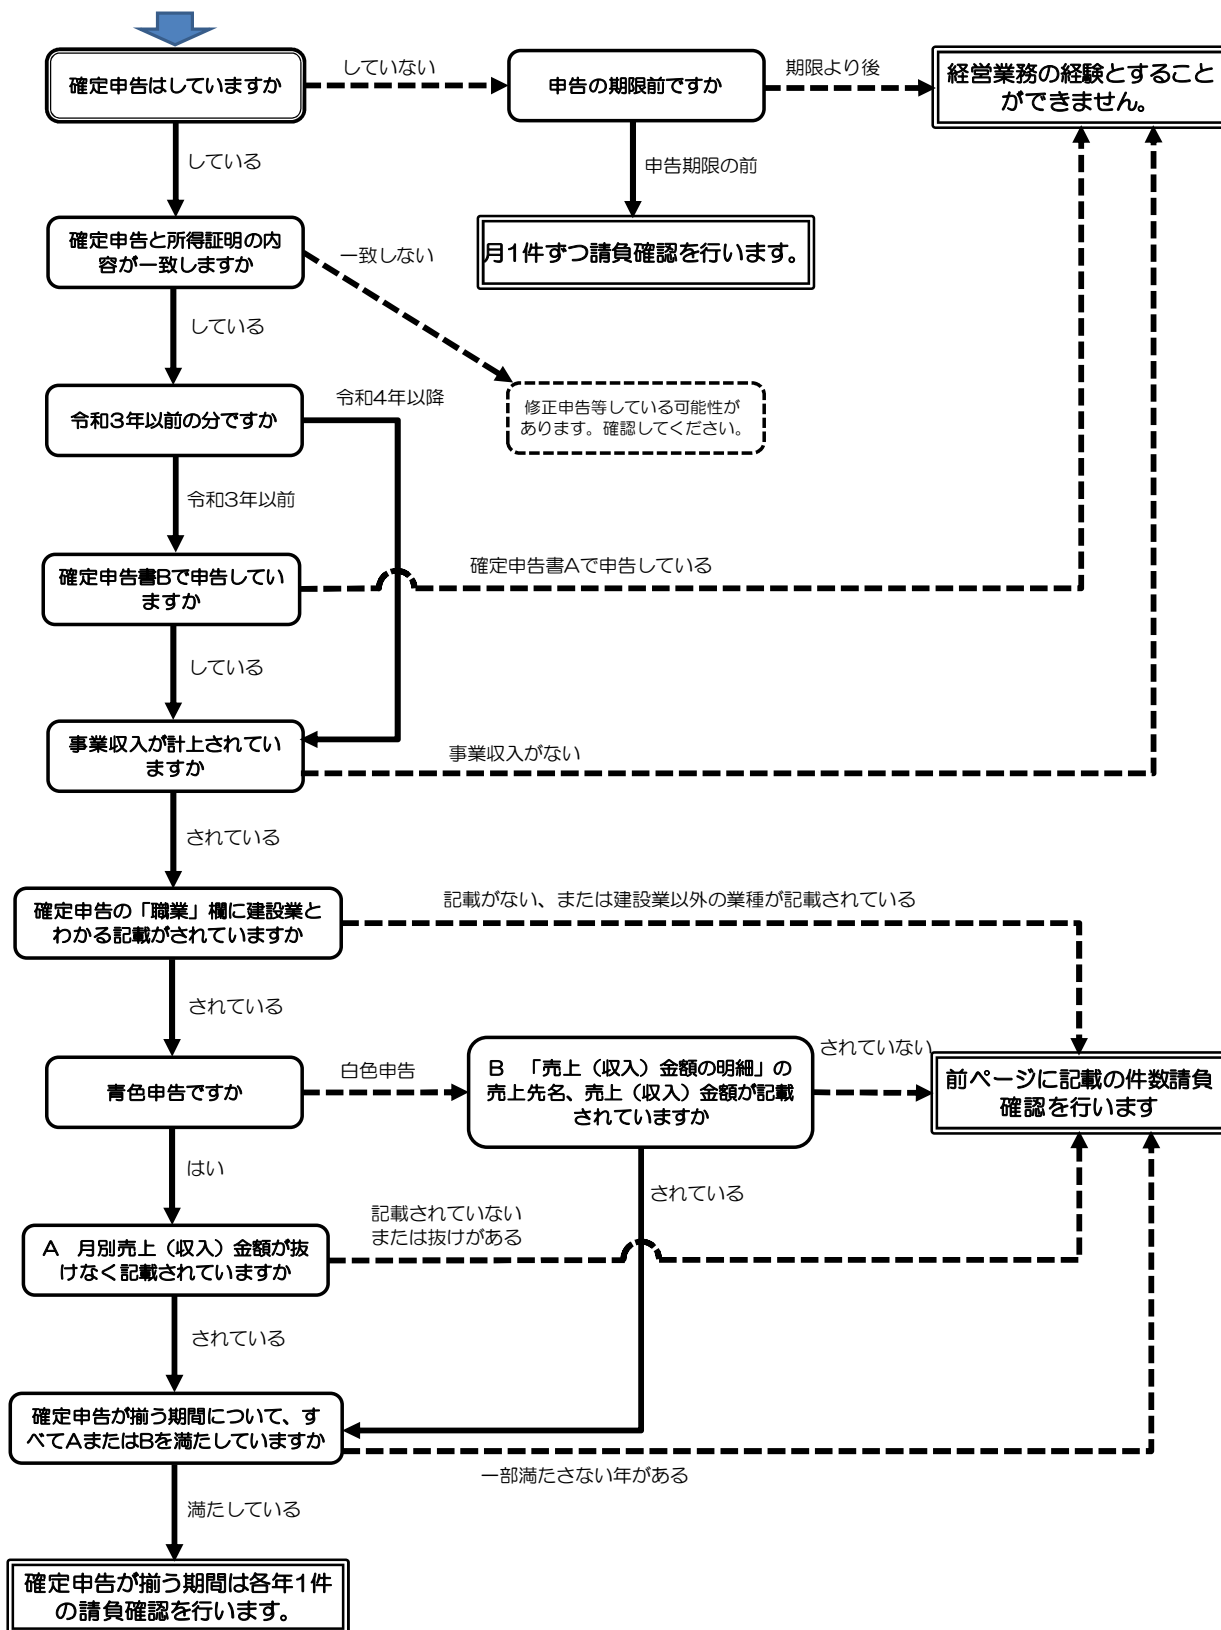 確定申告はしていますか
していない
申告の期限前ですか
期限より後
経営業務の経験とすること
ができません。
している
申告期限の前
確定申告と所得証明の内
容が一致しますか
一致しない
月1件ずつ請負確認を行います。
している
令和3年以前の分ですか
令和4年以降
修正申告等している可能性が
あります。確認してください。
令和3年以前
確定申告書Bで申告してい
ますか
確定申告書Aで申告している
している
事業収入が計上されてい
ますか
事業収入がない
されている
確定申告の「職業」欄に建設業と
わかる記載がされていますか
記載がない、または建設業以外の業種が記載されている
されている
青色申告ですか
白色申告
B　「売上（収入）金額の明細」の
売上先名、売上（収入）金額が記載
されていますか
されていない
前ページに記載の件数請負
確認を行います
はい
されている
A　月別売上（収入）金額が抜
けなく記載されていますか
記載されていない
または抜けがある
されている
確定申告が揃う期間について、す
べてAまたはBを満たしていますか
一部満たさない年がある
満たしている
確定申告が揃う期間は各年1件
の請負確認を行います。